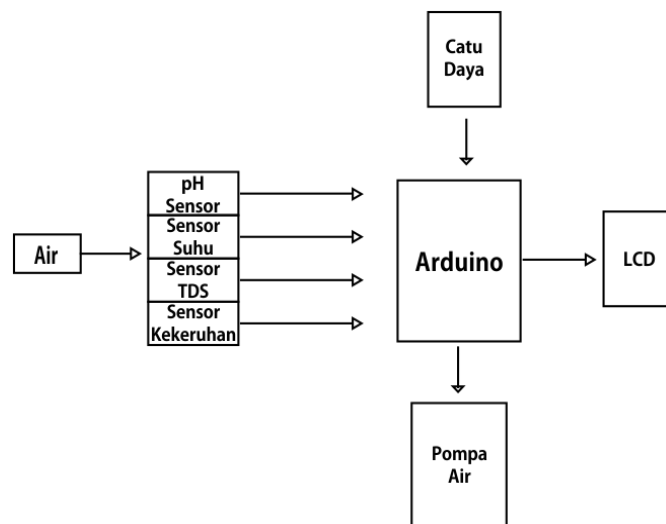 Catu
Daya
pH
Sensor
Sensor
Suhu
Sensor
TDS
Sensor
Kekeruhan
Air
Arduino
LCD
Pompa
Air